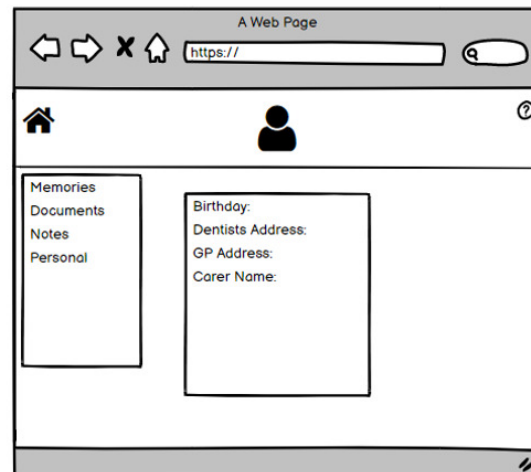 A Web Page
https://
?
Memories
Documents
Notes
Personal
Birthday:
Dentists Address:
GP Address:
Carer Name: